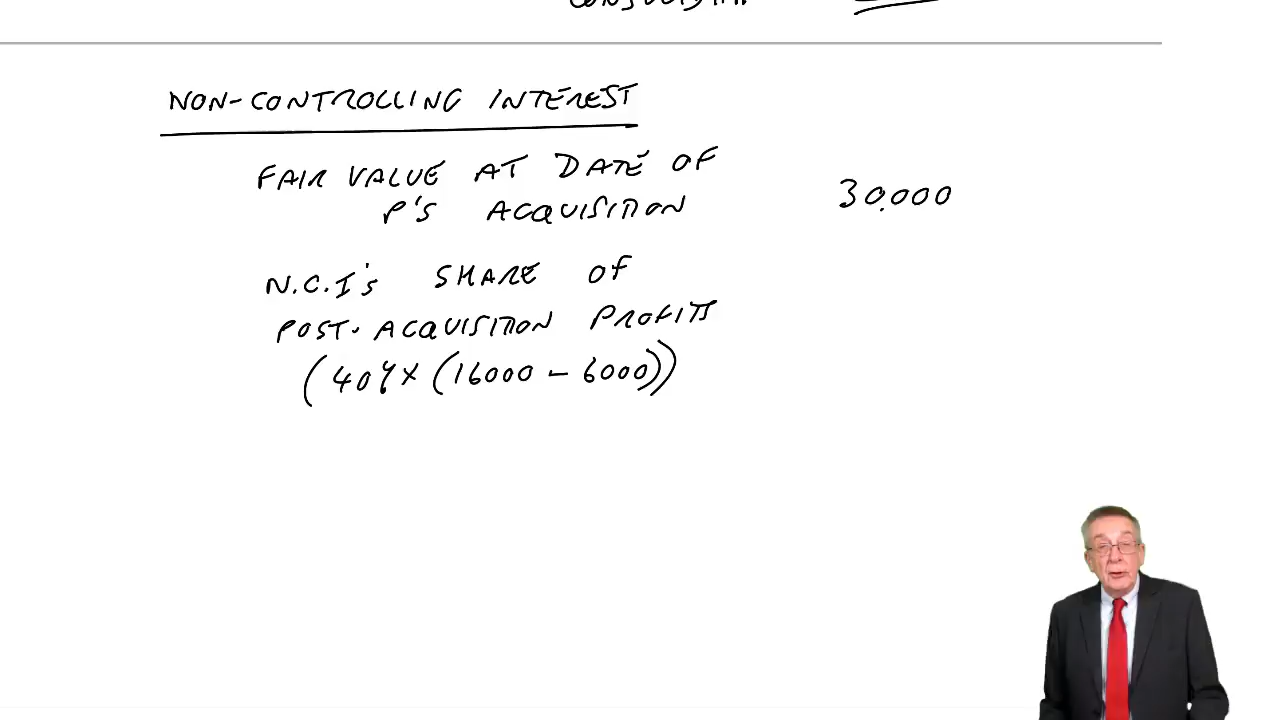 NON-CONTROLLING INTEREST
FAIR VALUE AT DATE OF
P'S ACQUISITION 30,000
N.C.I's SHARE OF
POST-ACQUISITION PROFITS
(40% X (16000 - 6000))